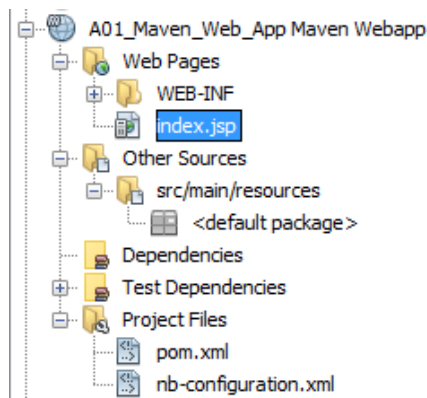 A01_Maven_Web_App Maven Webapp
Web Pages
WEB-INF
index.jsp
Other Sources
src/main/resources
<default package>
Dependencies
Test Dependencies
Project Files
pom.xml
nb-configuration.xml